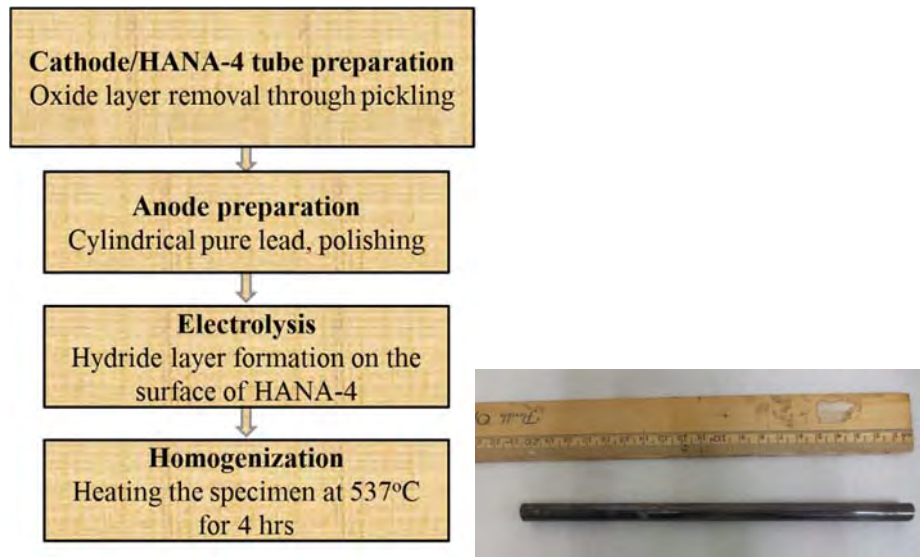 Cathode/HANA-4 tube preparation
Oxide layer removal through pickling
Anode preparation
Cylindrical pure lead, polishing
Electrolysis
Hydride layer formation on the
surface of HANA-4
Homogenization
Heating the specimen at 537°C
for 4 hrs